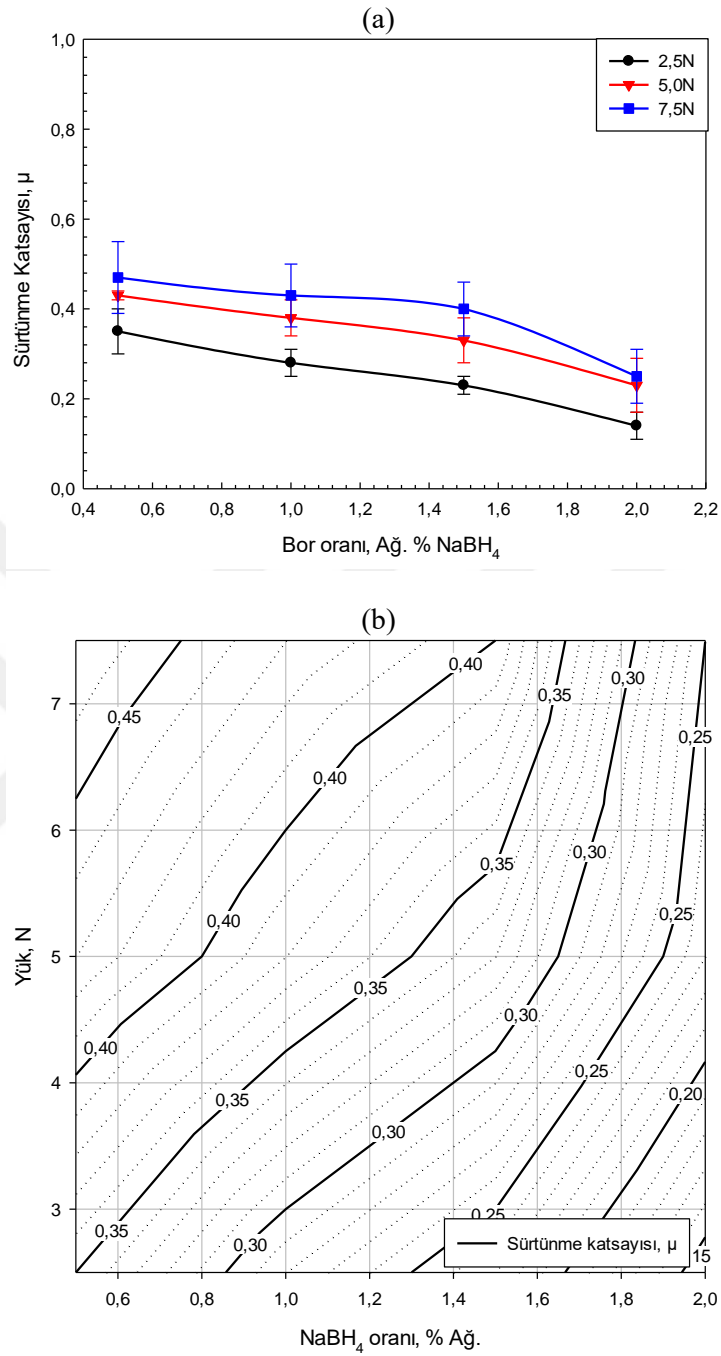 (a)
1,0
0,8
0,6
0,4
0,2
0,0
2,5N
5,0N
7,5N
Sürtünme Katsayısı, µ
0,4 0,6 0,8 1,0 1,2 1,4 1,6 1,8 2,0 2,2
Bor oranı, Ağ. % NaBH₄
(b)
7
6
5
4
3
Yük, N
0,45
0,40
0,35
0,30
0,25
0,40
0,40
0,35
0,30
0,25
0,40
0,35
0,30
0,25
0,20
0,35
0,30
0,35
0,30
0,25
15
Sürtünme katsayısı, µ
0,6 0,8 1,0 1,2 1,4 1,6 1,8 2,0
NaBH₄ oranı, % Ağ.